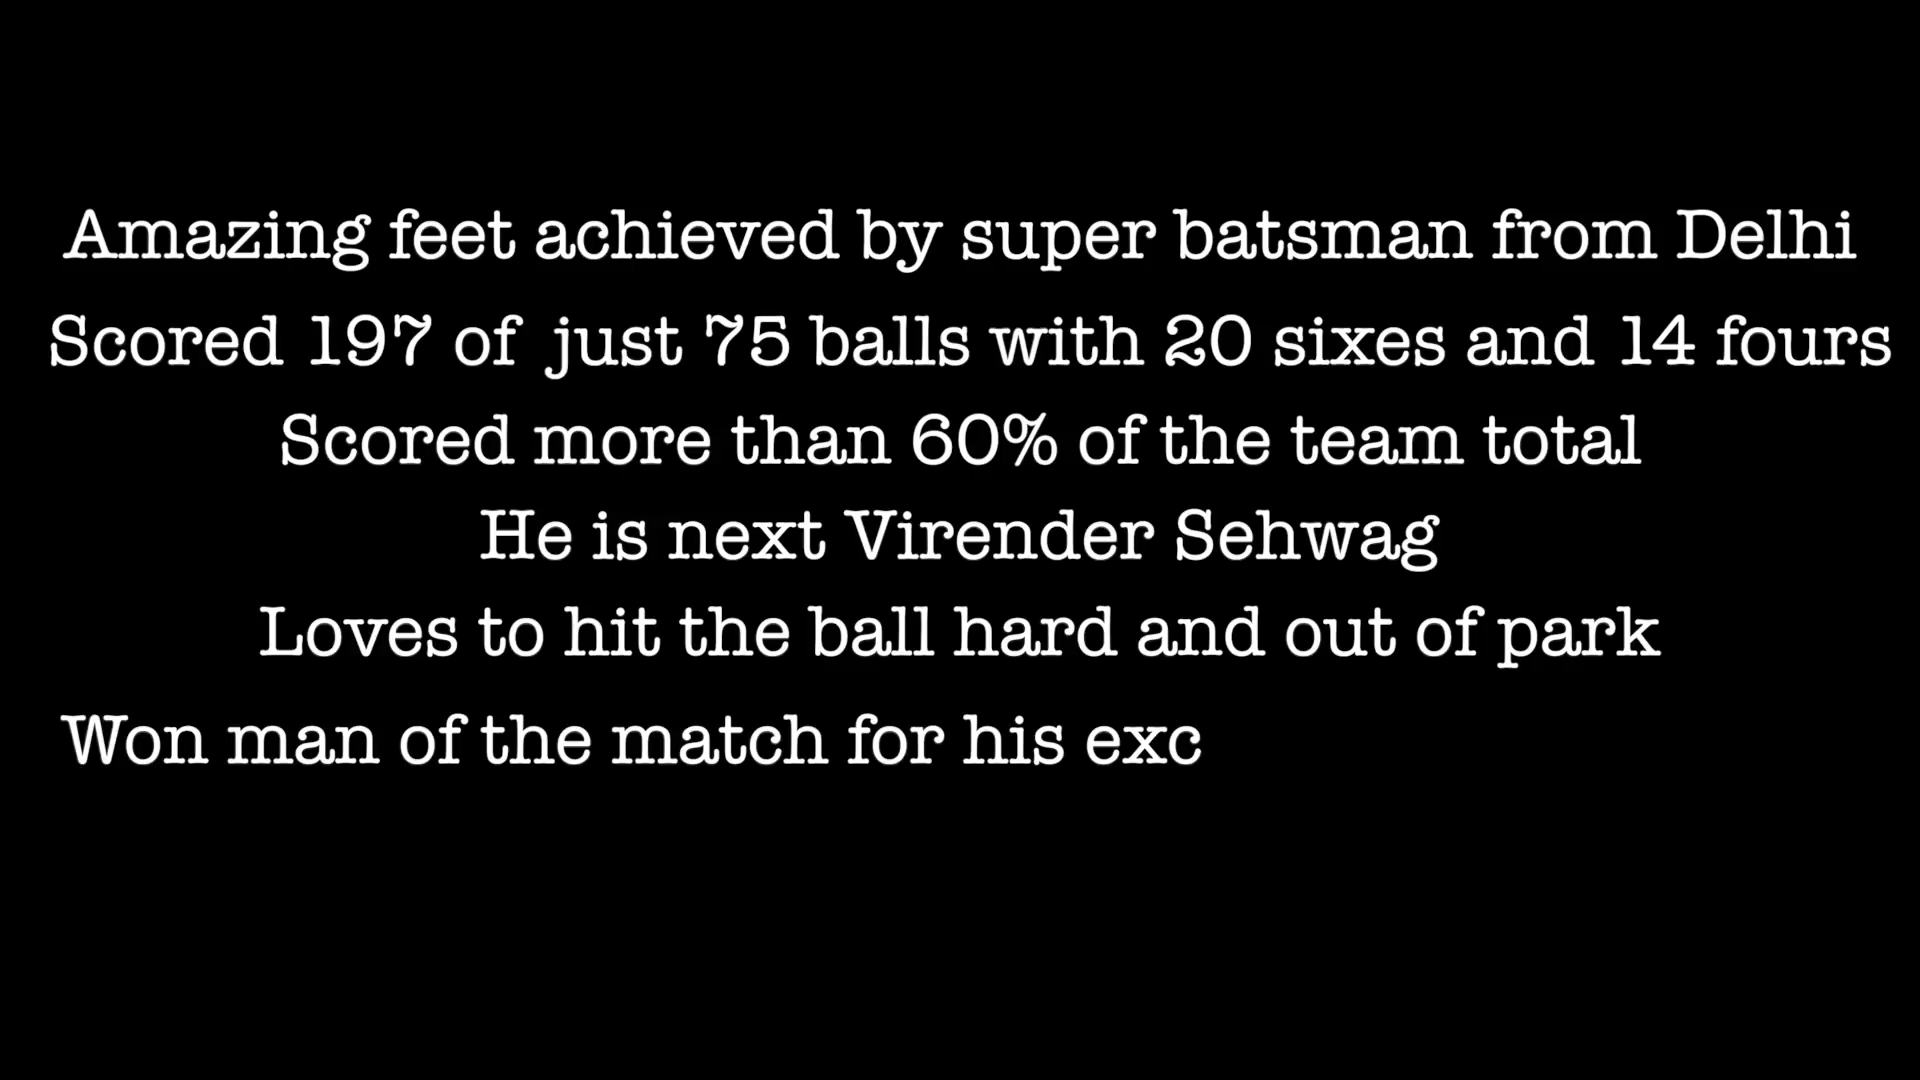 Amazing feet achieved by super batsman from Delhi
Scored 197 of just 75 balls with 20 sixes and 14 fours
Scored more than 60% of the team total
He is next Virender Sehwag
Loves to hit the ball hard and out of park
Won man of the match for his exc